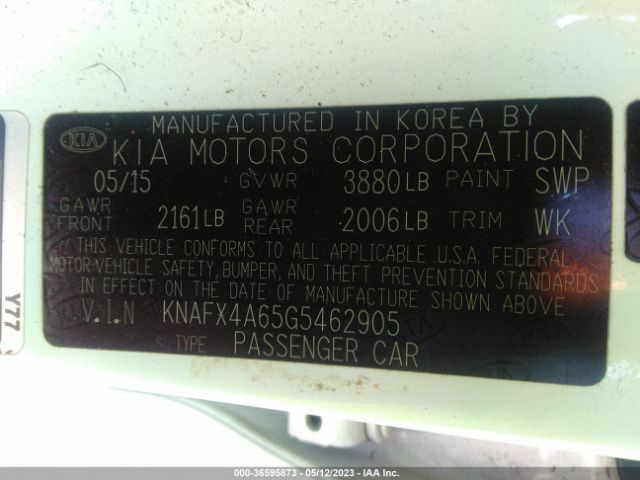 MANUFACTURED IN KOREA BY
KIA KIA MOTORS CORPORATION
05/15 GVWR 3880LB PAINT SWP
GAWR FRONT 2161LB GAWR REAR 2006LB TRIM WK
THIS VEHICLE CONFORMS TO ALL APPLICABLE U.S.A. FEDERAL
MOTOR VEHICLE SAFETY, BUMPER, AND THEFT PREVENTION STANDARDS
IN EFFECT ON THE DATE OF MANUFACTURE SHOWN ABOVE
V.I.N KNAFX4A65G5462905
TYPE PASSENGER CAR
Y77
000-36595873 - 05/12/2023 - IAA Inc.